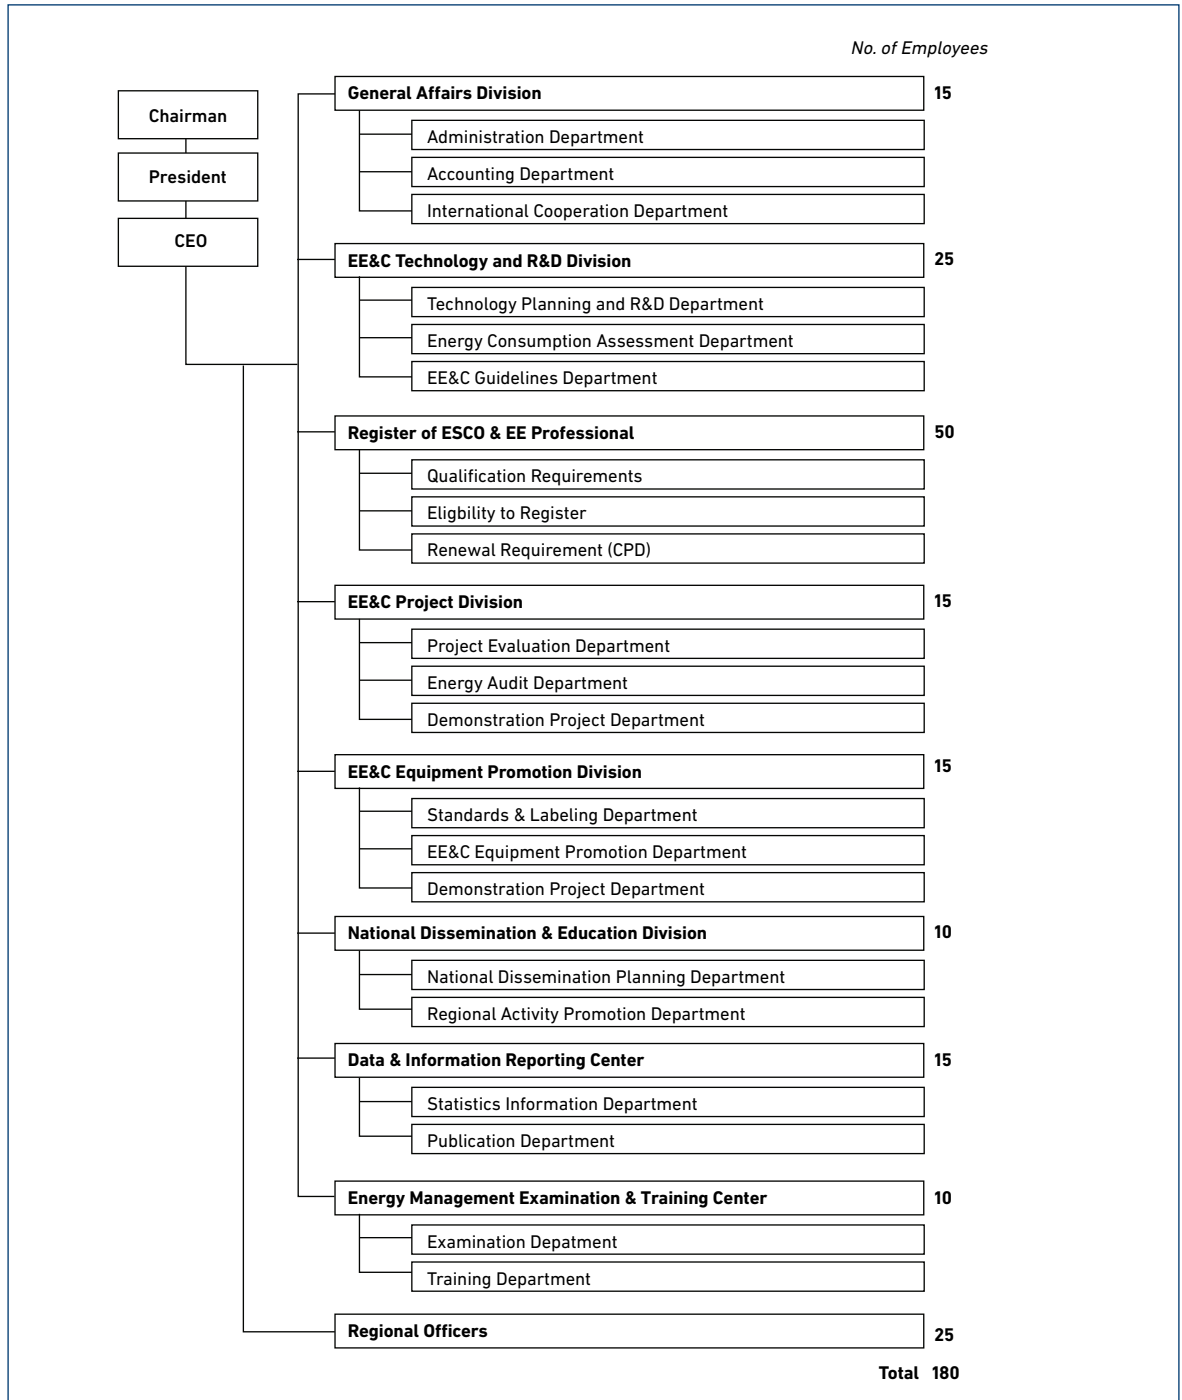 No. of Employees
Chairman
President
CEO
General Affairs Division 15
Administration Department
Accounting Department
International Cooperation Department
EE&C Technology and R&D Division 25
Technology Planning and R&D Department
Energy Consumption Assessment Department
EE&C Guidelines Department
Register of ESCO & EE Professional 50
Qualification Requirements
Eligbility to Register
Renewal Requirement (CPD)
EE&C Project Division 15
Project Evaluation Department
Energy Audit Department
Demonstration Project Department
EE&C Equipment Promotion Division 15
Standards & Labeling Department
EE&C Equipment Promotion Department
Demonstration Project Department
National Dissemination & Education Division 10
National Dissemination Planning Department
Regional Activity Promotion Department
Data & Information Reporting Center 15
Statistics Information Department
Publication Department
Energy Management Examination & Training Center 10
Examination Depatment
Training Department
Regional Officers 25
Total 180